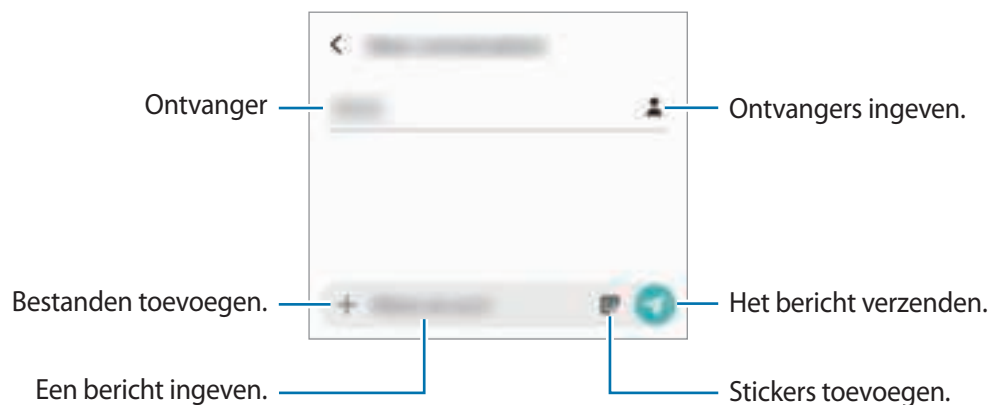 Ontvanger
Ontvangers ingeven.
Bestanden toevoegen.
Het bericht verzenden.
Een bericht ingeven.
Stickers toevoegen.